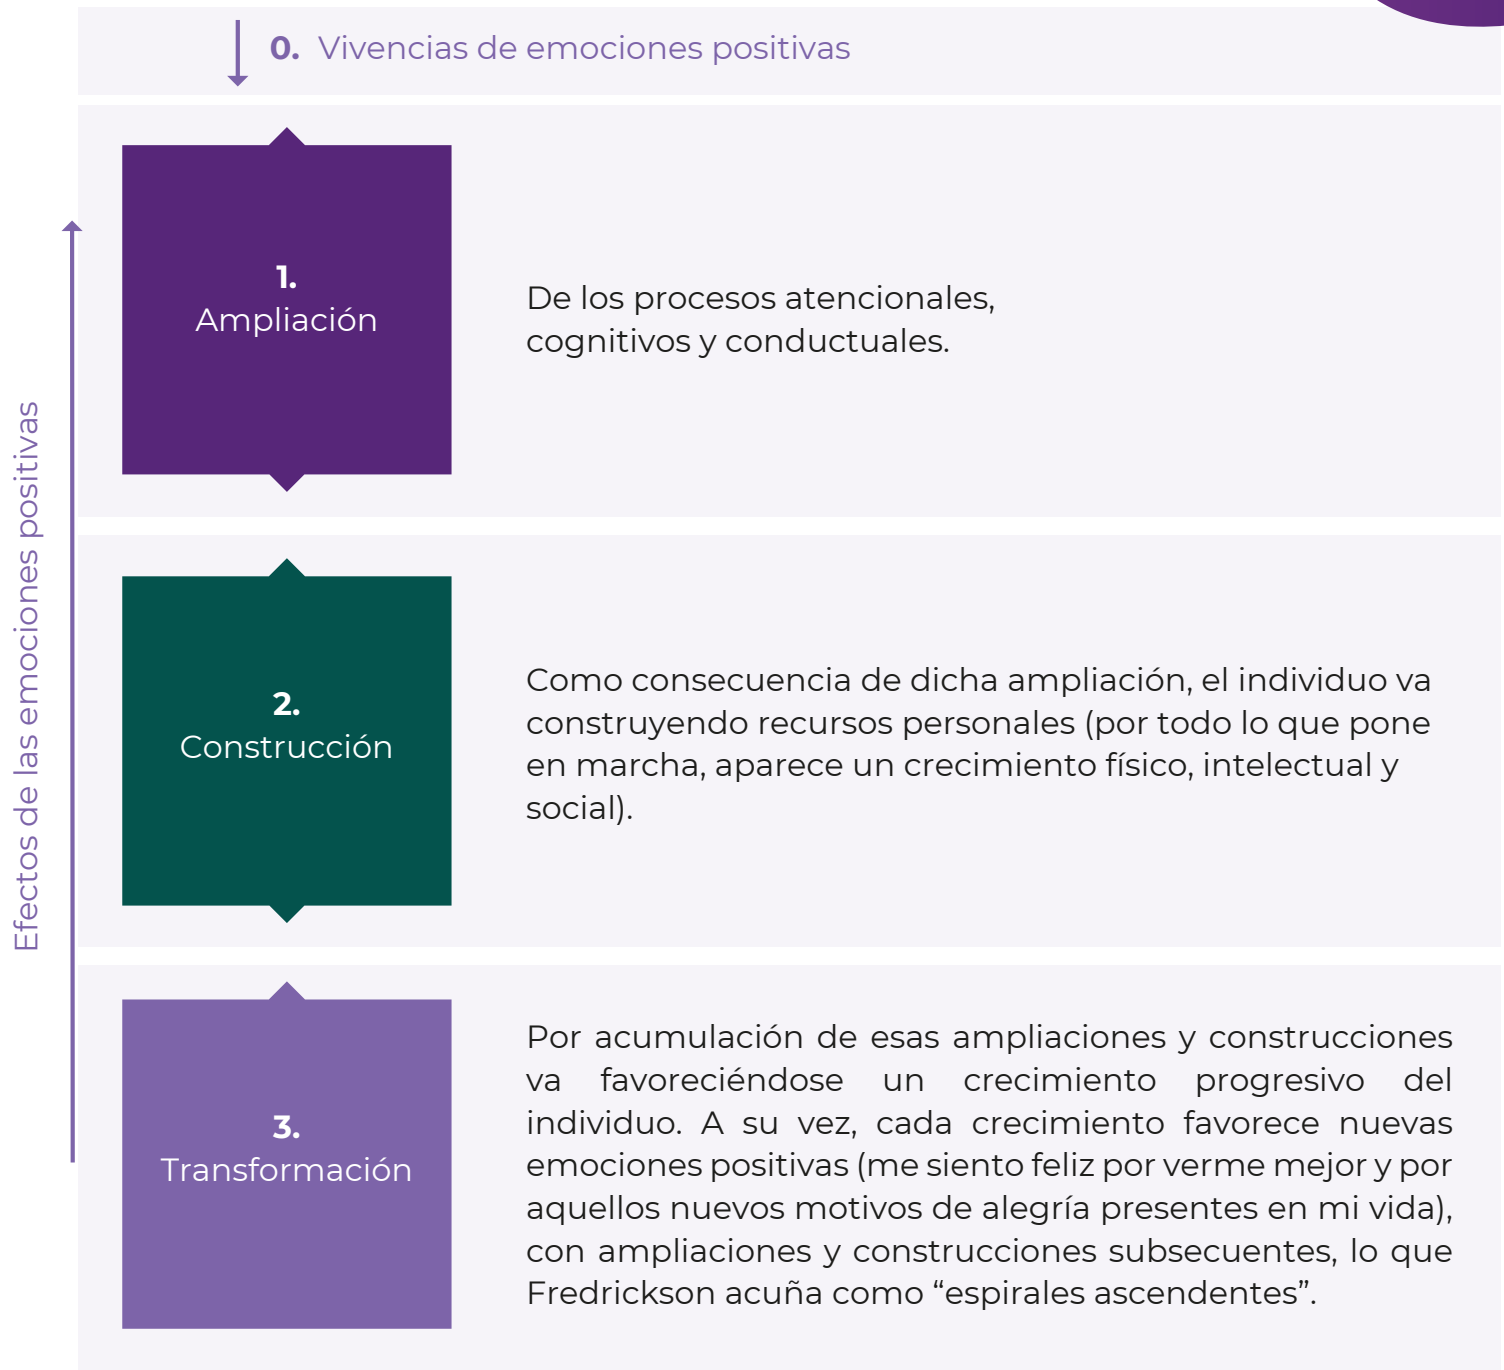 0. Vivencias de emociones positivas
Efectos de las emociones positivas
1.
Ampliación
De los procesos atencionales,
cognitivos y conductuales.
2.
Construcción
Como consecuencia de dicha ampliación, el individuo va
construyendo recursos personales (por todo lo que pone
en marcha, aparece un crecimiento físico, intelectual y
social).
3.
Transformación
Por acumulación de esas ampliaciones y construcciones
va favoreciéndose un crecimiento progresivo del
individuo. A su vez, cada crecimiento favorece nuevas
emociones positivas (me siento feliz por verme mejor y por
aquellos nuevos motivos de alegría presentes en mi vida),
con ampliaciones y construcciones subsecuentes, lo que
Fredrickson acuña como “espirales ascendentes”.